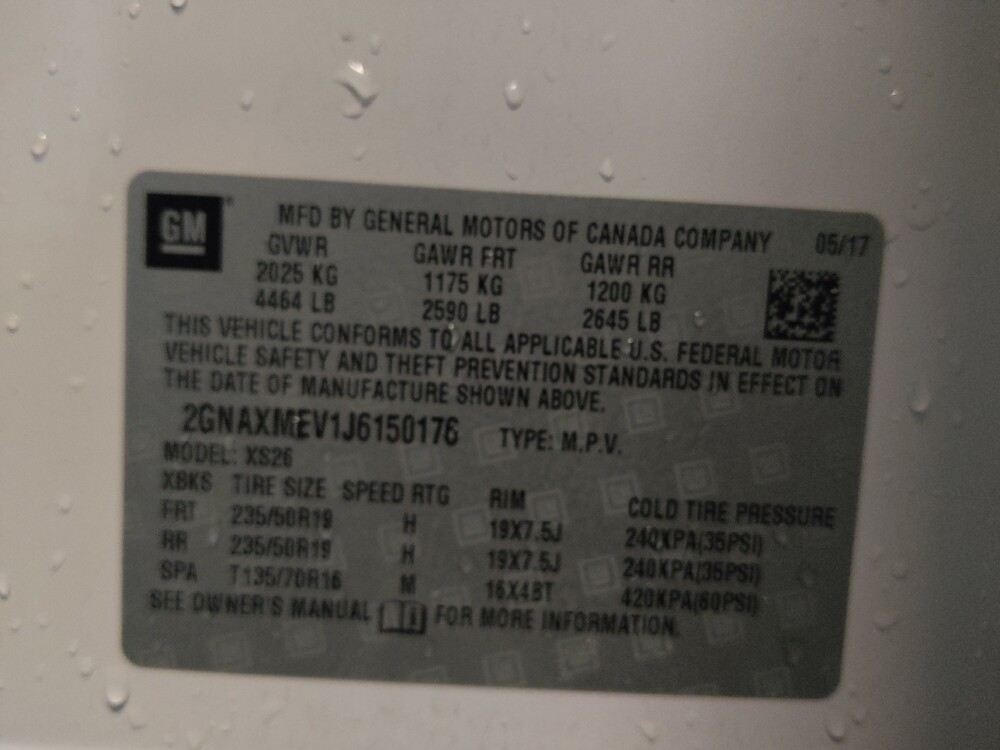 GM
MFD BY GENERAL MOTORS OF CANADA COMPANY 05/17
GVWR GAWR FRT GAWR RR
2025 KG 1175 KG 1200 KG
4464 LB 2590 LB 2645 LB
THIS VEHICLE CONFORMS TO ALL APPLICABLE U.S. FEDERAL MOTOR
VEHICLE SAFETY AND THEFT PREVENTION STANDARDS IN EFFECT ON
THE DATE OF MANUFACTURE SHOWN ABOVE.
2GNAXMEV1J6150176 TYPE: M.P.V.
MODEL: XS26
XBKS TIRE SIZE SPEED RTG RIM COLD TIRE PRESSURE
FRT 235/50R19 H 19X7.5J 240KPA(35PSI)
RR 235/50R19 H 19X7.5J 240KPA(35PSI)
SPA T135/70R16 M 16X4BT 420KPA(60PSI)
SEE OWNER'S MANUAL FOR MORE INFORMATION.